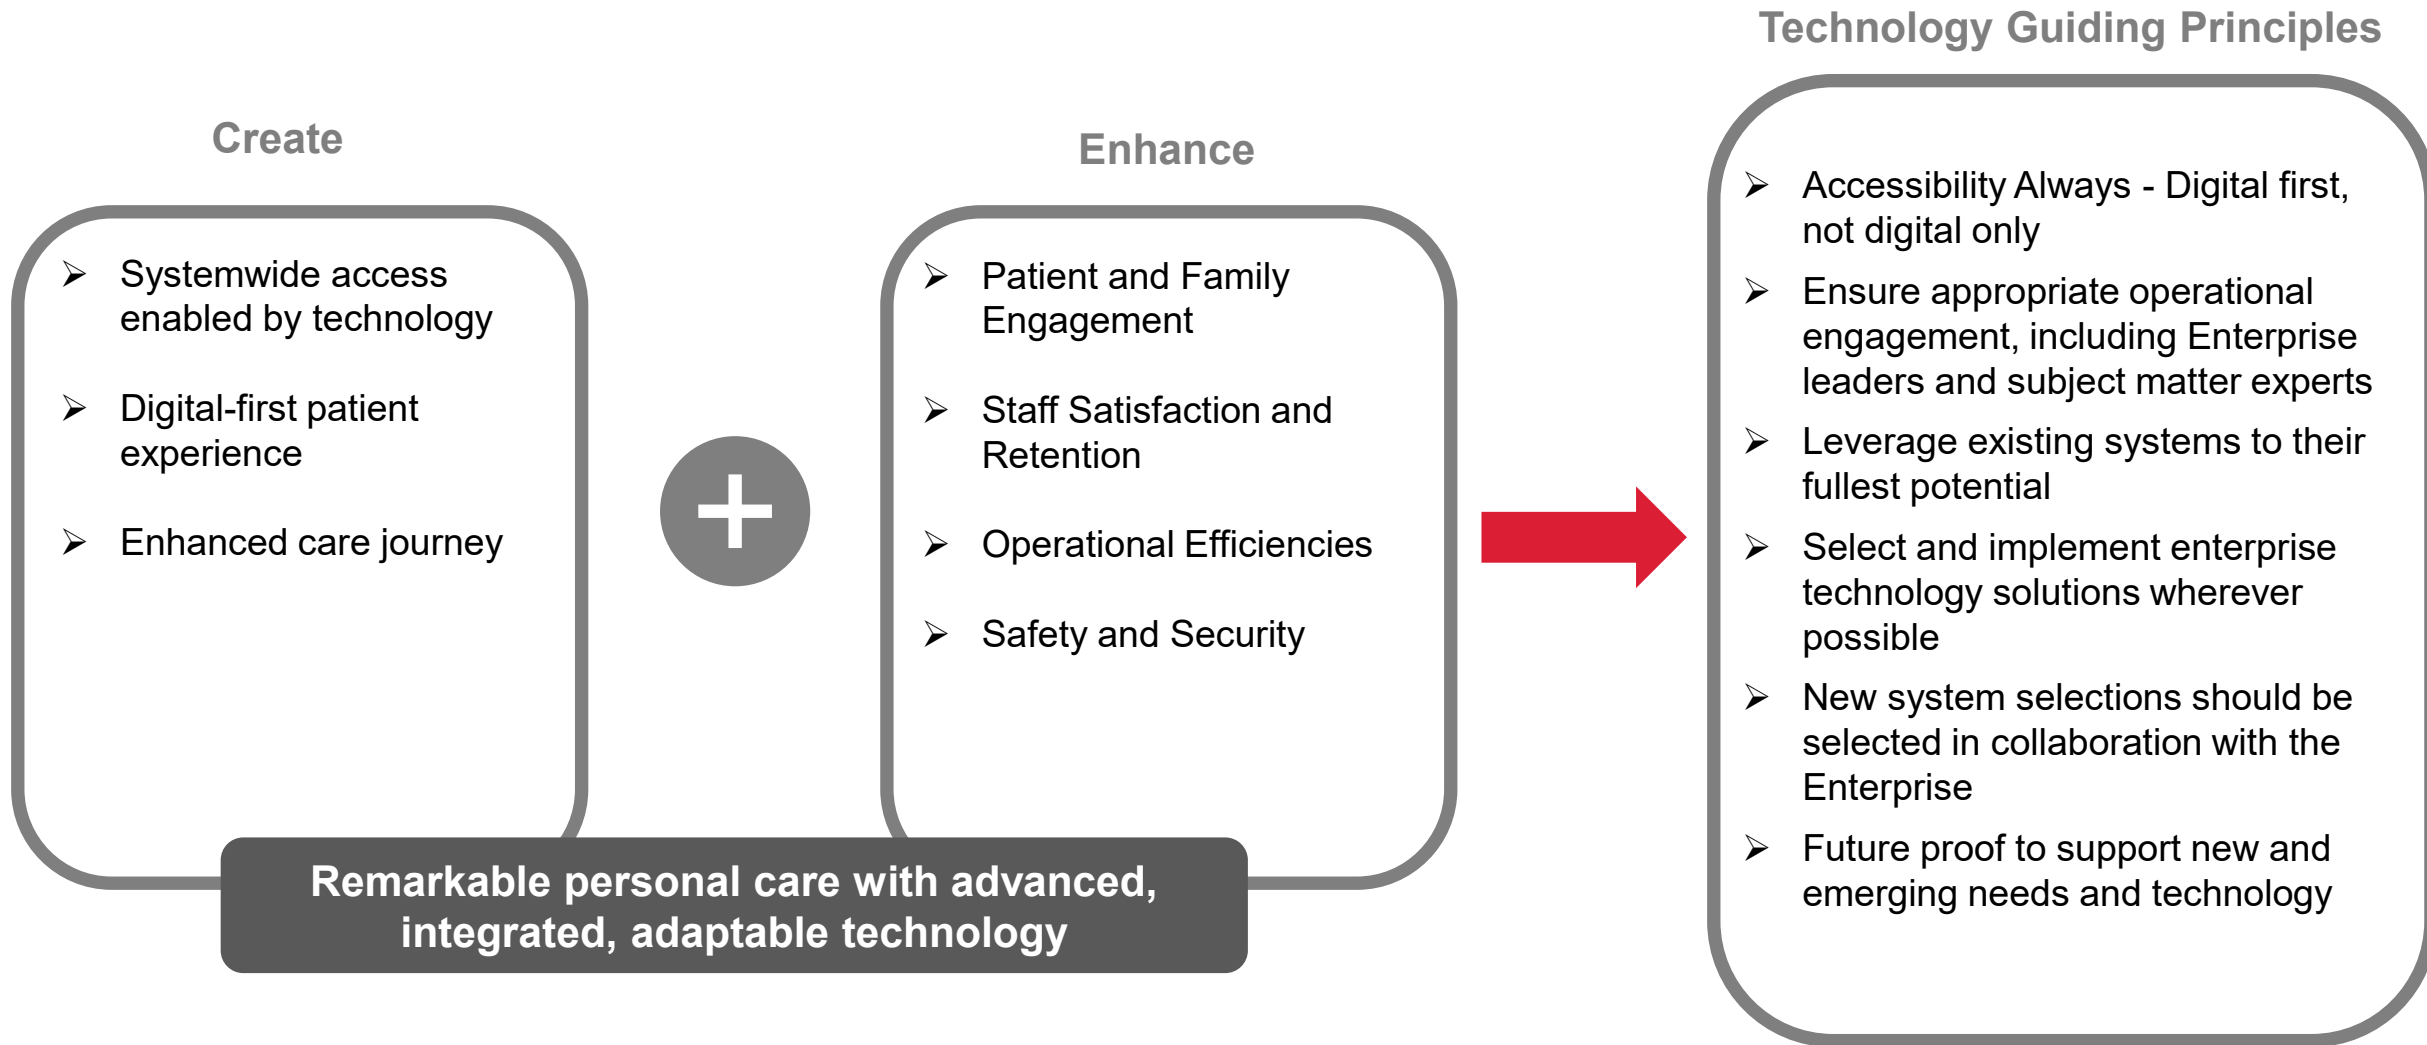 Technology Guiding Principles
Create
Enhance
Systemwide access
enabled by technology
Digital-first patient
experience
Enhanced care journey
Patient and Family
Engagement
Staff Satisfaction and
Retention
Operational Efficiencies
Safety and Security
Remarkable personal care with advanced,
integrated, adaptable technology
Accessibility Always - Digital first,
not digital only
Ensure appropriate operational
engagement, including Enterprise
leaders and subject matter experts
Leverage existing systems to their
fullest potential
Select and implement enterprise
technology solutions wherever
possible
New system selections should be
selected in collaboration with the
Enterprise
Future proof to support new and
emerging needs and technology